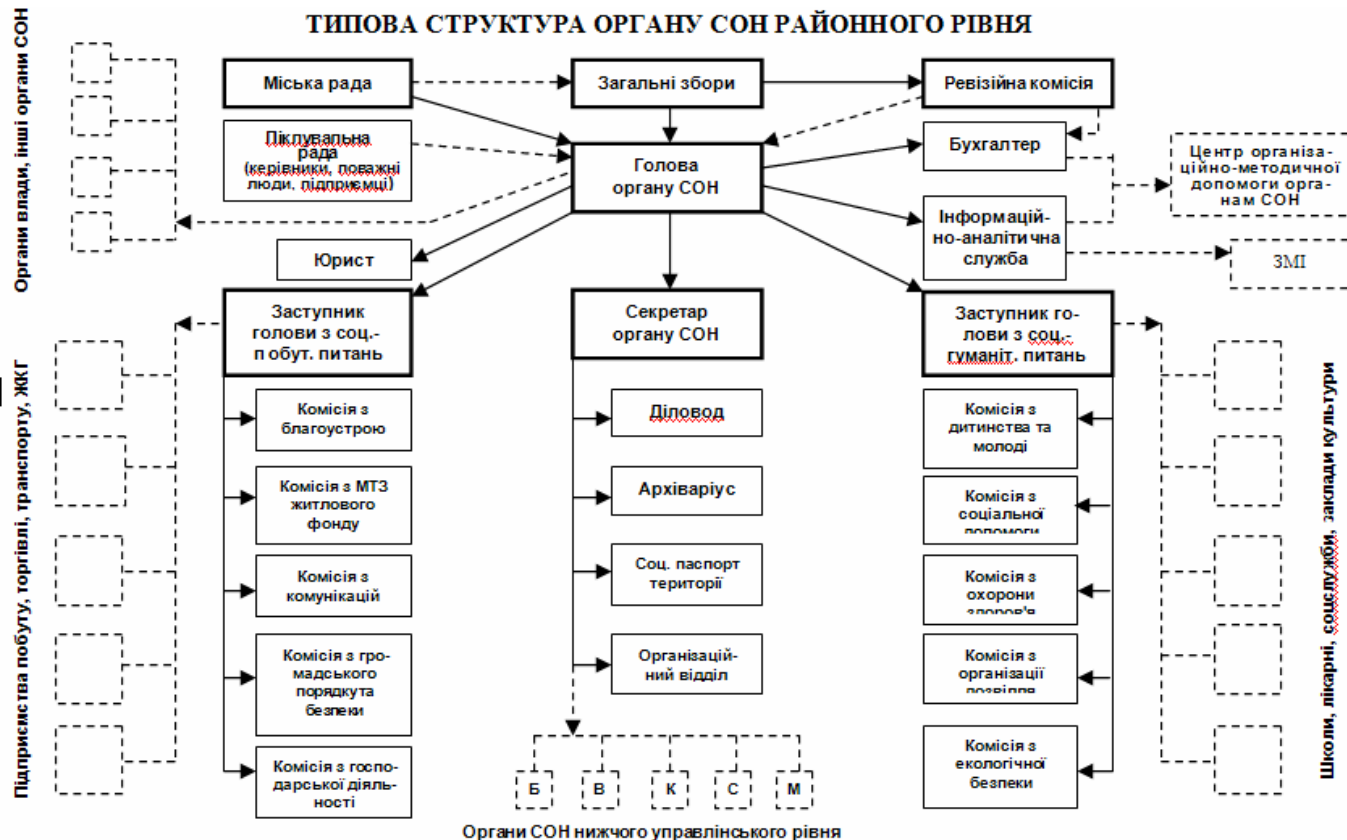 ТИПОВА СТРУКТУРА ОРГАНУ СОН РАЙОННОГО РІВНЯ
Органи влади, інші органи СОН
Міська рада
Загальні збори
Ревізійна комісія
Піклувальна
рада
(керівники, поважні
люди, підприємці)
Голова
органу СОН
Бухгалтер
Центр організа-
ційно-методичної
допомоги орга-
нам СОН
Інформацій-
но-аналітична
служба
ЗМІ
Юрист
Заступник
голови з соц.-
побут. питань
Секретар
органу СОН
Заступник го-
лови з соц.-
гуманіт. питань
Підприємства побуту, торгівлі, транспорту, ЖКГ
Комісія з
благоустрою
Комісія з МТЗ
житлового
фонду
Комісія з
комунікацій
Комісія з гро-
мадського
порядкута
безпеки
Комісія з госпо-
дарської діяль-
ності
Діловод
Архіваріус
Соц. паспорт
території
Організацій-
ний відділ
Комісія з
дитинства та
молоді
Комісія з
соціальної
допомоги
Комісія з
охорони
здоров'я
Комісія з
організації
дозвілля
Комісія з
екологічної
безпеки
Школи, лікарні, соцслужби, заклади культури
Б
В
К
С
М
Органи СОН нижчого управлінського рівня